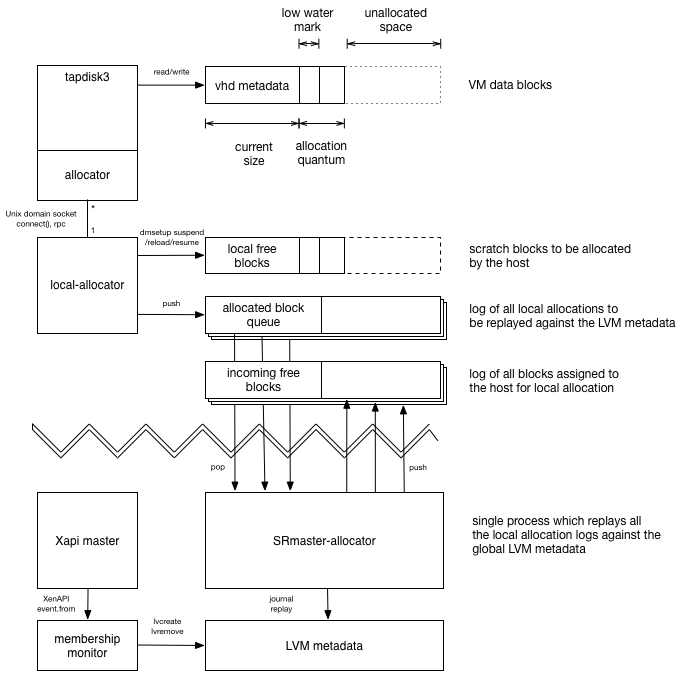 low water
mark
unallocated
space
tapdisk3
read/write
vhd metadata
VM data blocks
current
size
allocation
quantum
allocator
Unix domain socket
connect(), rpc
*
1
dmsetup suspend
/reload/resume
local free
blocks
scratch blocks to be allocated
by the host
local-allocator
push
allocated block
queue
log of all local allocations to
be replayed against the LVM metadata
incoming free
blocks
log of all blocks assigned to
the host for local allocation
pop
push
Xapi master
SRmaster-allocator
single process which replays all
the local allocation logs against the
global LVM metadata
XenAPI
event.from
journal
replay
lvcreate
lvremove
membership
monitor
LVM metadata